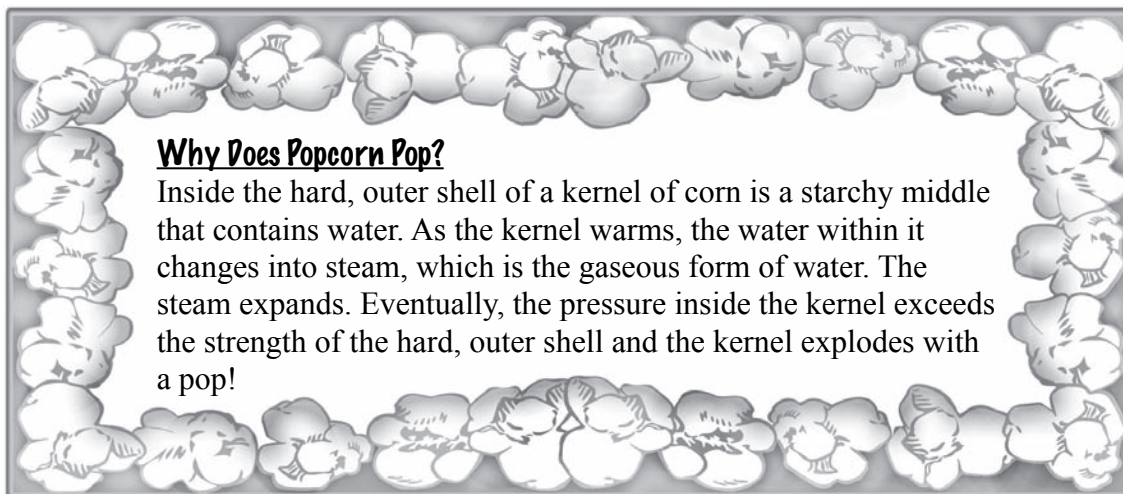 Why Does Popcorn Pop?
Inside the hard, outer shell of a kernel of corn is a starchy middle
that contains water. As the kernel warms, the water within it
changes into steam, which is the gaseous form of water. The
steam expands. Eventually, the pressure inside the kernel exceeds
the strength of the hard, outer shell and the kernel explodes with
a pop!